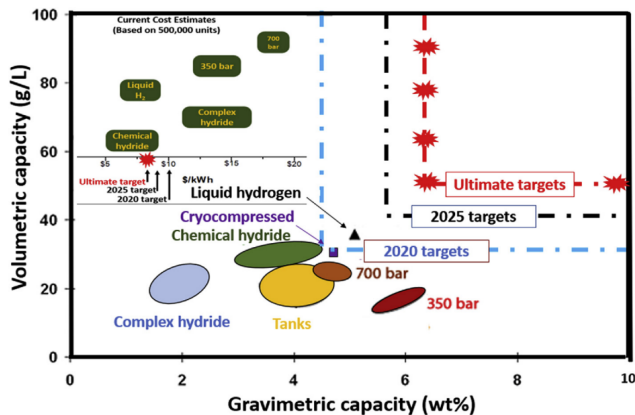 Current Cost Estimates
(Based on 500,000 units)
700
bar
350 bar
Liquid
H2
Complex
hydride
Chemical
hydride
$5
$10
$15
$20
$/kWh
Ultimate target
2025 target
2020 target
Volumetric capacity (g/L)
100
80
60
40
20
0
Ultimate targets
2025 targets
2020 targets
Liquid hydrogen
Cryocompressed
Chemical hydride
700 bar
350 bar
Complex hydride
Tanks
0
2
4
6
8
10
Gravimetric capacity (wt%)